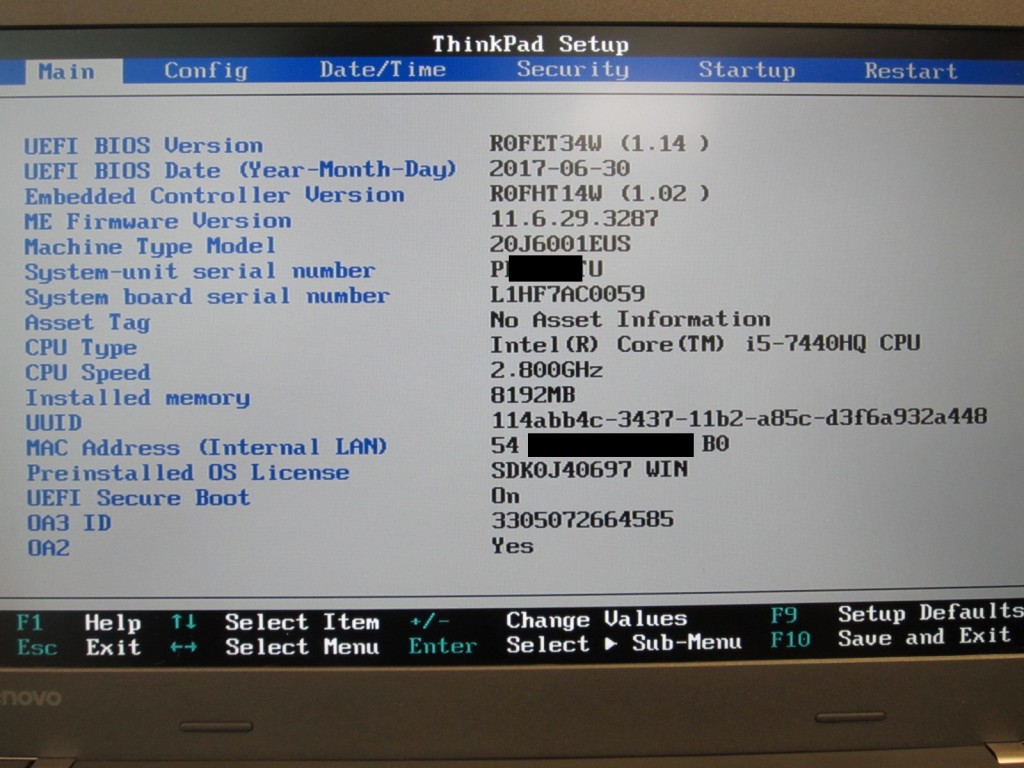 ThinkPad Setup
Main Config Date/Time Security Startup Restart
UEFI BIOS Version R0FET34W (1.14 )
UEFI BIOS Date (Year-Month-Day) 2017-06-30
Embedded Controller Version R0FHT14W (1.02 )
ME Firmware Version 11.6.29.3287
Machine Type Model 20J6001EUS
System-unit serial number P U
System board serial number L1HF7AC0059
Asset Tag No Asset Information
CPU Type Intel(R) Core(TM) i5-7440HQ CPU
CPU Speed 2.800GHz
Installed memory 8192MB
UUID 114abb4c-3437-11b2-a85c-d3f6a932a448
MAC Address (Internal LAN) 54 B0
Preinstalled OS License SDK0J40697 WIN
UEFI Secure Boot On
OA3 ID 3305072664585
OA2 Yes
F1 Help ↑↓ Select Item +/- Change Values F9 Setup Defaults
Esc Exit ←→ Select Menu Enter Select ▶ Sub-Menu F10 Save and Exit
enovo